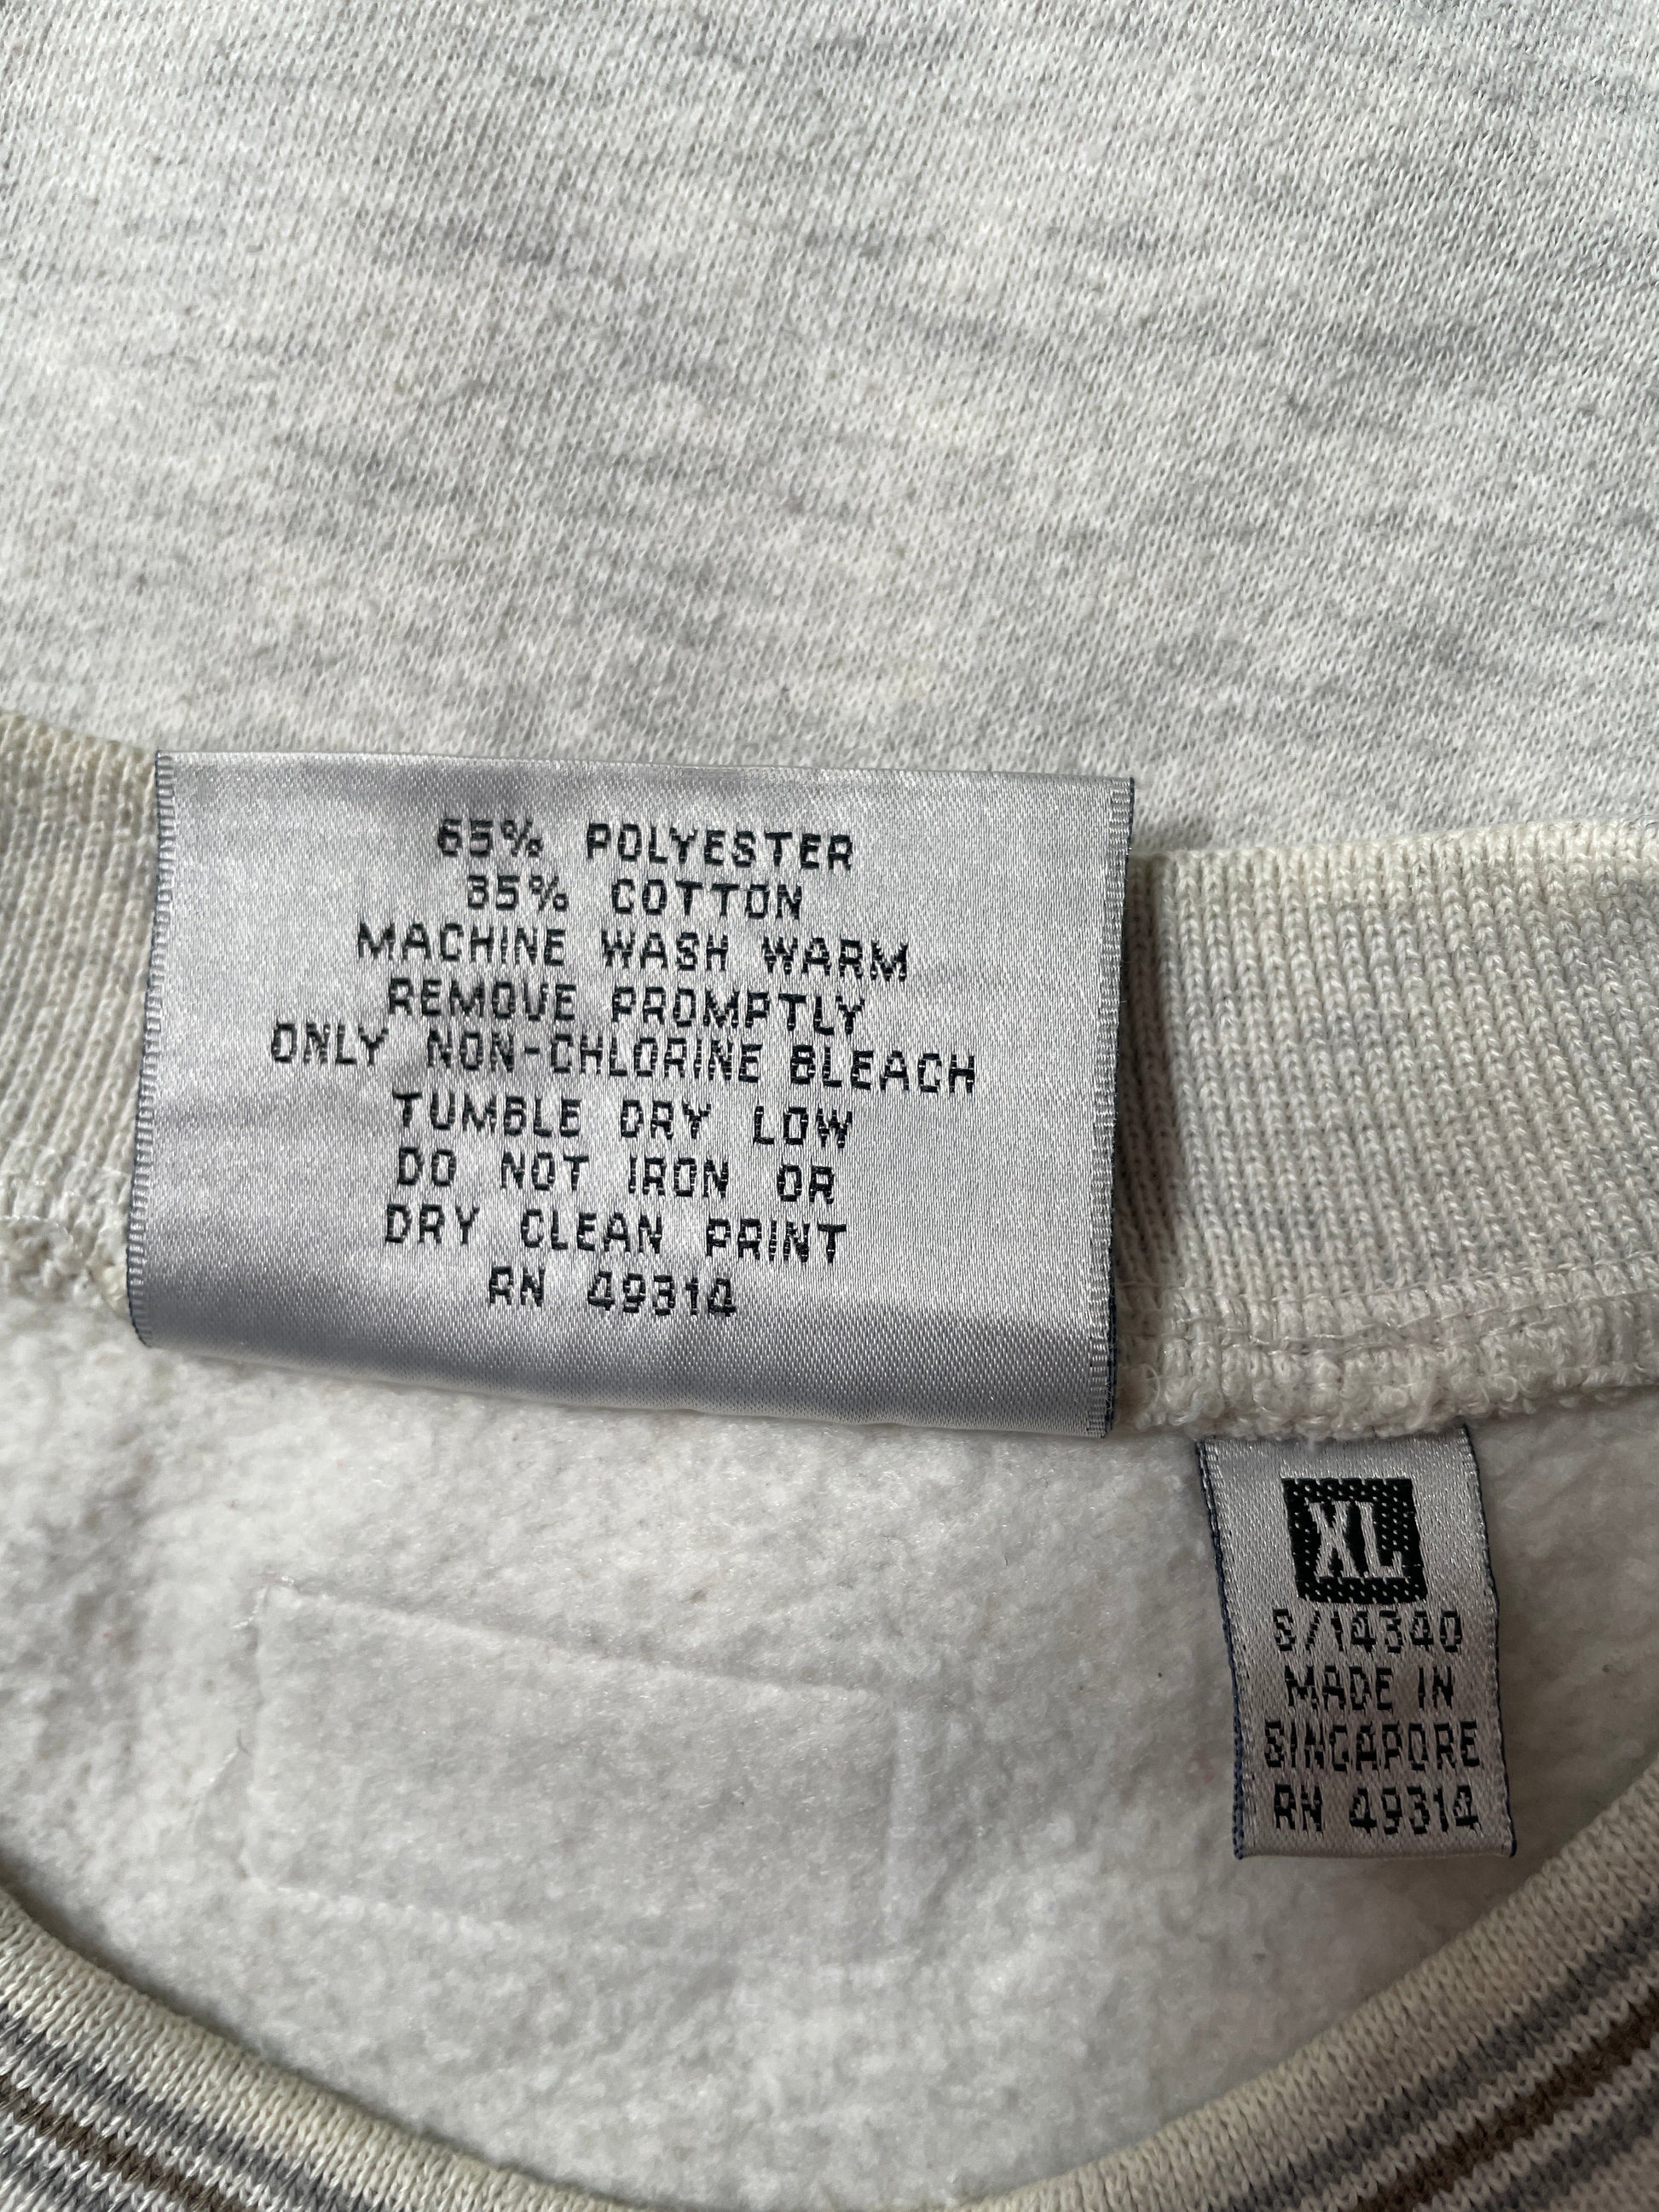 65% POLYESTER
35% COTTON
MACHINE WASH WARM
REMOVE PROMPTLY
ONLY NON-CHLORINE BLEACH
TUMBLE DRY LOW
DO NOT IRON OR
DRY CLEAN PRINT
RN 49314
XL
S/14340
MADE IN
SINGAPORE
RN 49314